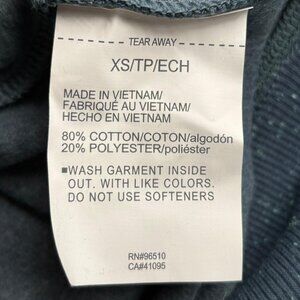 TEAR AWAY
XS/TP/ECH
MADE IN VIETNAM/
FABRIQUÉ AU VIETNAM/
HECHO EN VIETNAM
80% COTTON/COTON/algodón
20% POLYESTER/poliéster
▪WASH GARMENT INSIDE
OUT. WITH LIKE COLORS.
DO NOT USE SOFTENERS
RN#96510
CA#41095